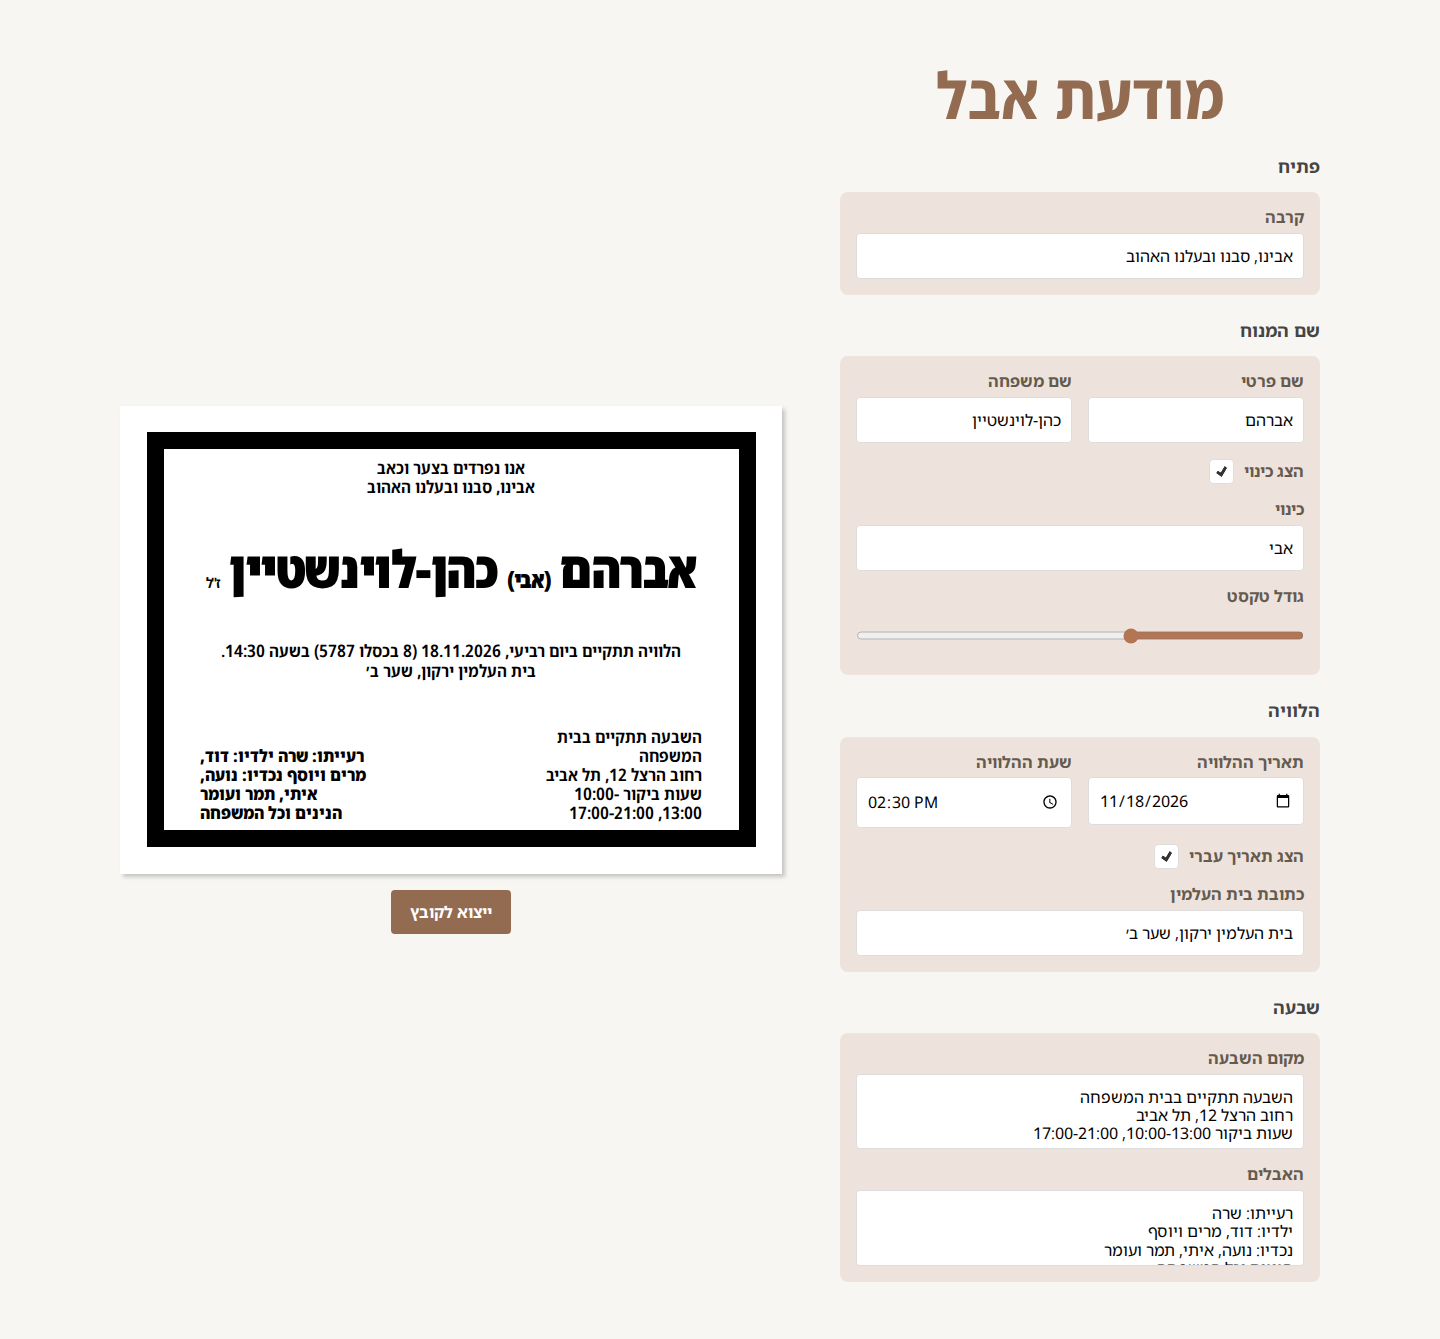 מודעת אבל
פתיח
קרבה
אבינו, סבנו ובעלנו האהוב
שם המנוח
שם פרטי
שם משפחה
אברהם
כהן-לוינשטיין
הצג כינוי
כינוי
אבי
גודל טקסט
הלוויה
תאריך ההלוויה
שעת ההלוויה
11/18/2026
02:30 PM
הצג תאריך עברי
כתובת בית העלמין
בית העלמין ירקון, שער ב׳
שבעה
מקום השבעה
השבעה תתקיים בבית המשפחה
רחוב הרצל 12, תל אביב
שעות ביקור 10:00-13:00, 17:00-21:00
האבלים
רעייתו: שרה
ילדיו: דוד, מרים ויוסף
נכדיו: נועה, איתי, תמר ועומר
אנו נפרדים בצער וכאב
אבינו, סבנו ובעלנו האהוב
אברהם (אבי) כהן-לוינשטיין ז״ל
הלוויה תתקיים ביום רביעי, 18.11.2026 (8 בכסלו 5787) בשעה 14:30.
בית העלמין ירקון, שער ב׳
השבעה תתקיים בבית
המשפחה
רחוב הרצל 12, תל אביב
שעות ביקור 10:00-
13:00, 17:00-21:00
רעייתו: שרה ילדיו: דוד,
מרים ויוסף נכדיו: נועה,
איתי, תמר ועומר
הנינים וכל המשפחה
ייצוא לקובץ